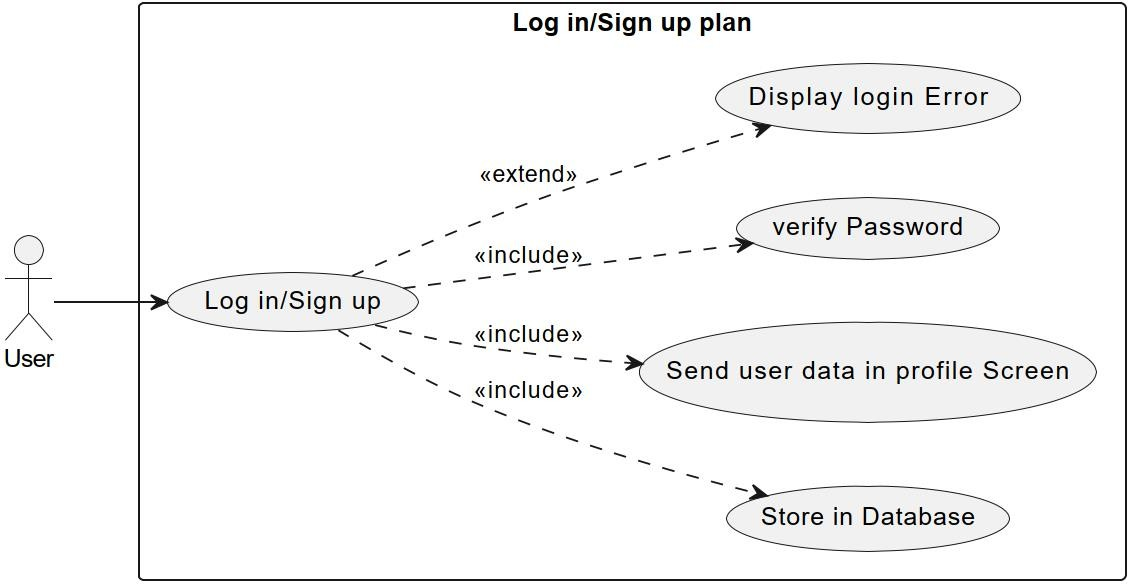 Log in/Sign up plan
Display login Error
«extend»
verify Password
«include»
Log in/Sign up
«include»
User
Send user data in profile Screen
«include»
Store in Database